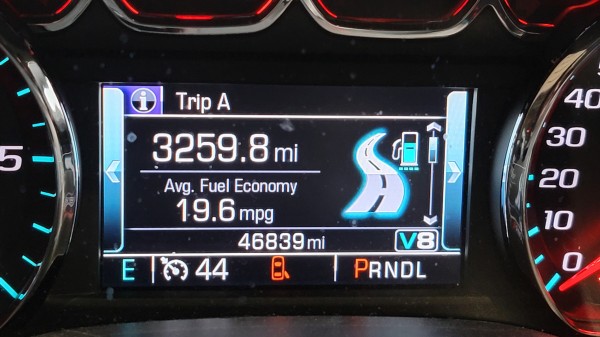 Trip A
3259.8 mi
Avg. Fuel Economy
19.6 mpg
46839 mi
V8
E 44 PRNDL
5
40
30
20
10
0